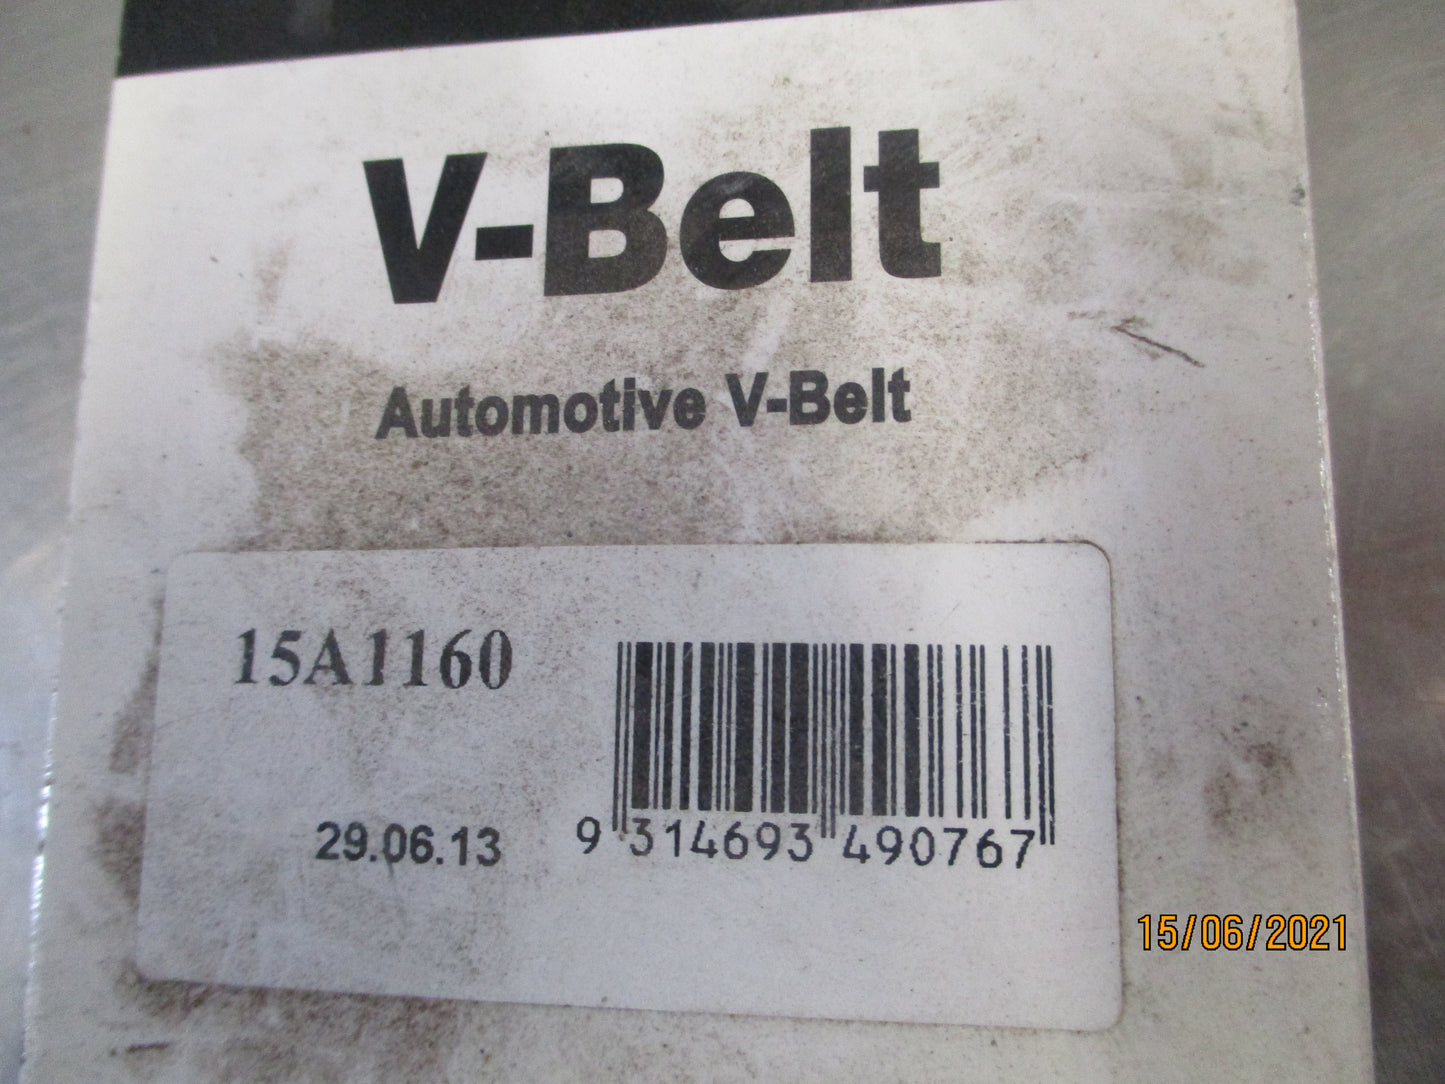 V-Belt
Automotive V-Belt
15A1160
29.06.13
9 314693 490767
15/06/2021